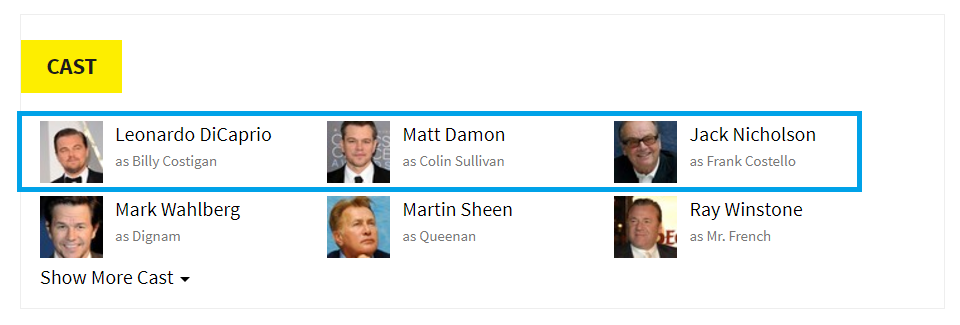 CAST
Leonardo DiCaprio Matt Damon Jack Nicholson
as Billy Costigan as Colin Sullivan as Frank Costello
Mark Wahlberg Martin Sheen Ray Winstone
as Dignam as Queenan as Mr. French
Show More Cast